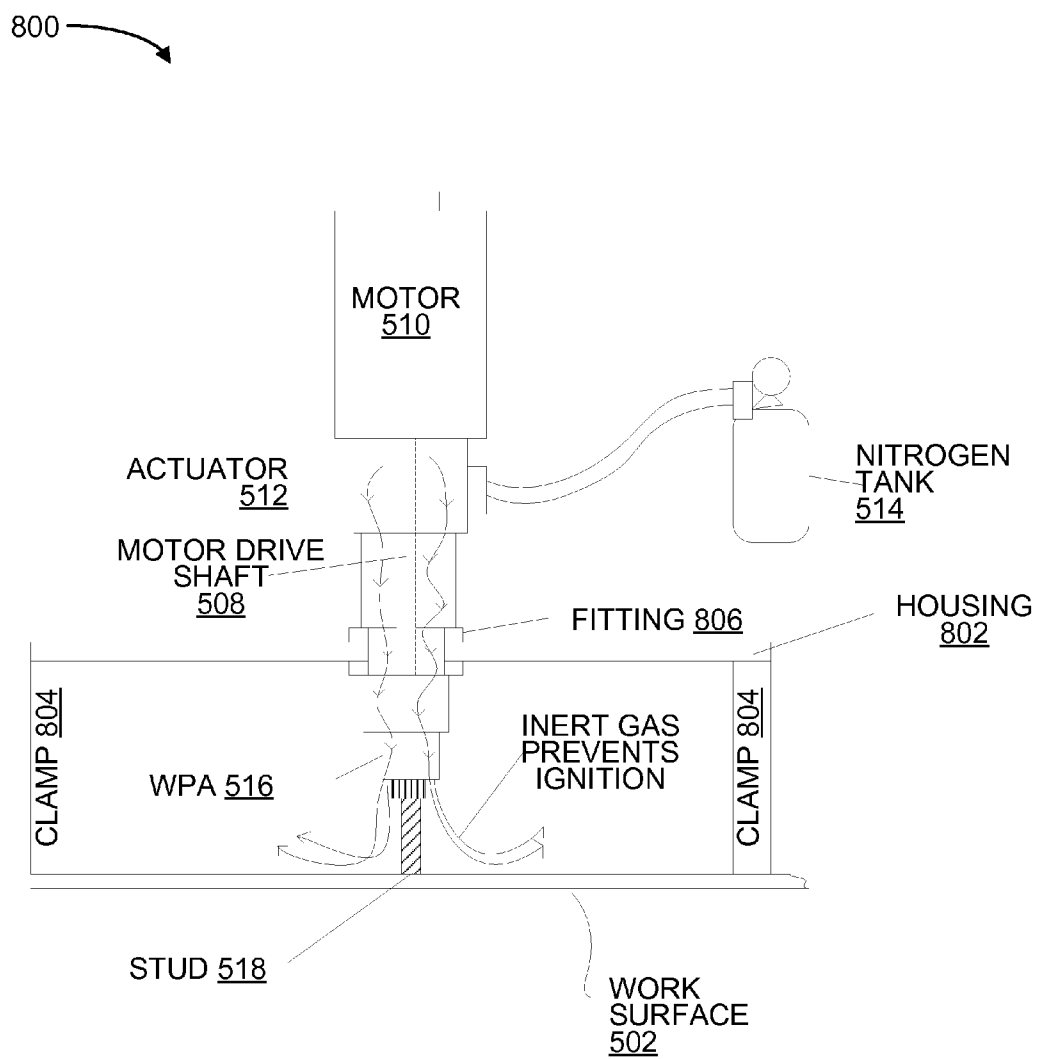 800
MOTOR
510
ACTUATOR
512
NITROGEN
TANK
514
MOTOR DRIVE
SHAFT
508
FITTING 806
HOUSING
802
CLAMP 804
INERT GAS
PREVENTS
IGNITION
CLAMP 804
WPA 516
STUD 518
WORK
SURFACE
502